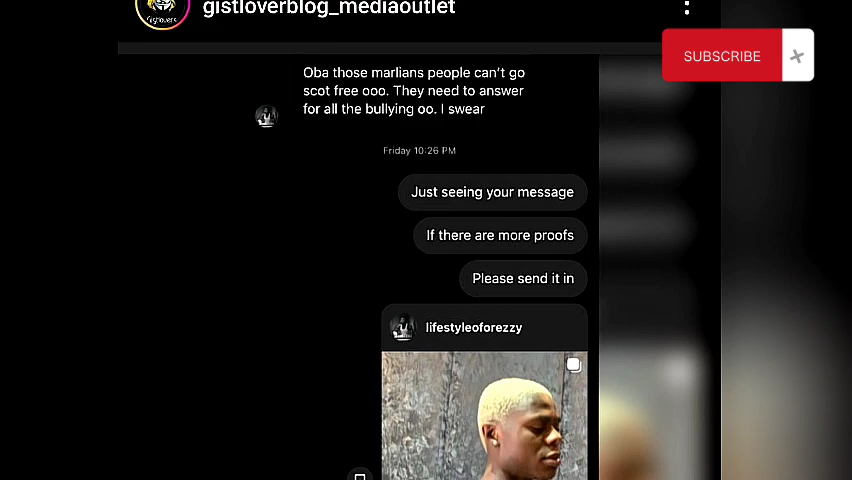 Gistlovers
gistloverblog_mediaoutlet
SUBSCRIBE
Oba those marlians people can't go
scot free ooo. They need to answer
for all the bullying oo. I swear
Friday 10:26 PM
Just seeing your message
If there are more proofs
Please send it in
lifestyleoforezzy